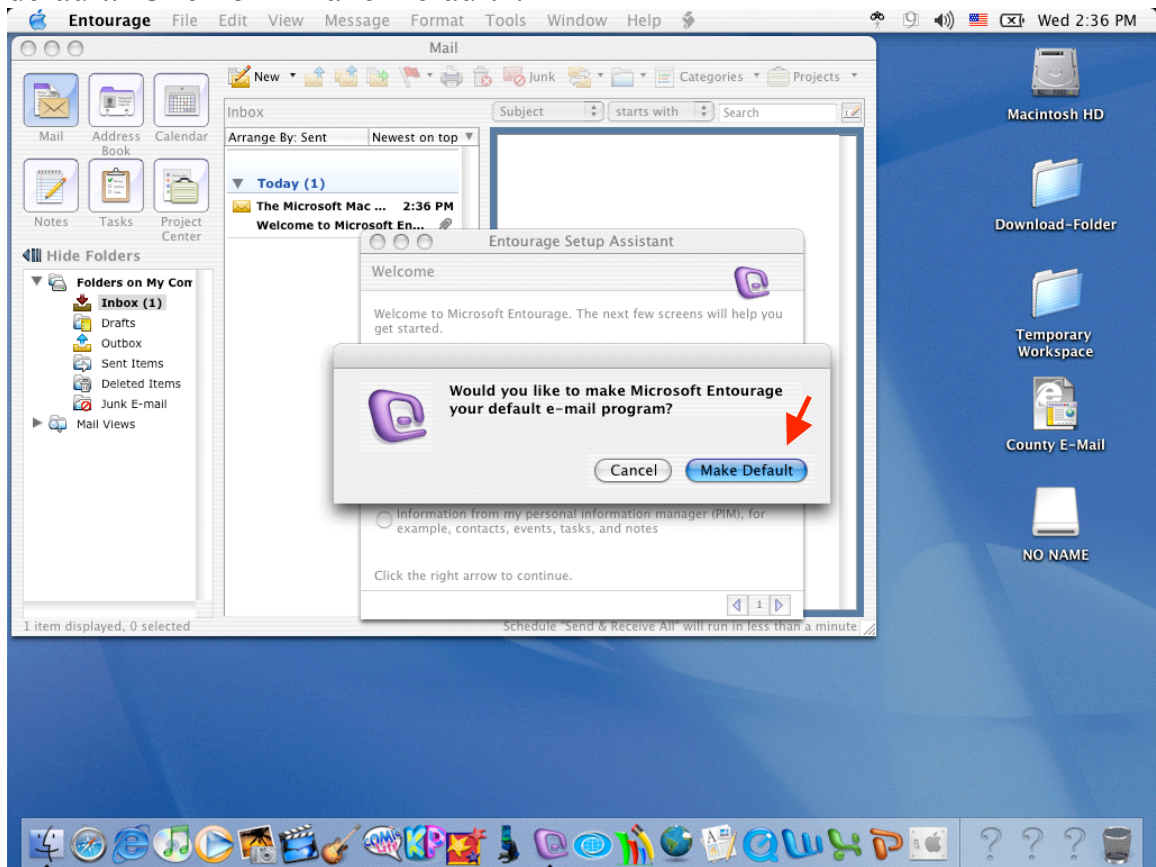 Entourage File Edit View Message Format Tools Window Help
Wed 2:36 PM
Mail
New
Junk
Categories
Projects
Mail
Address Book
Calendar
Notes
Tasks
Project Center
Inbox
Subject
starts with
Search
Arrange By: Sent
Newest on top
Today (1)
The Microsoft Mac ... 2:36 PM
Welcome to Microsoft En...
Hide Folders
Folders on My Com
Inbox (1)
Drafts
Outbox
Sent Items
Deleted Items
Junk E-mail
Mail Views
Entourage Setup Assistant
Welcome
Welcome to Microsoft Entourage. The next few screens will help you
get started.
Would you like to make Microsoft Entourage
your default e-mail program?
Cancel
Make Default
Information from my personal information manager (PIM), for
example, contacts, events, tasks, and notes
Click the right arrow to continue.
1
1 item displayed, 0 selected
Schedule "Send & Receive All" will run in less than a minute
Macintosh HD
Download-Folder
Temporary
Workspace
County E-Mail
NO NAME